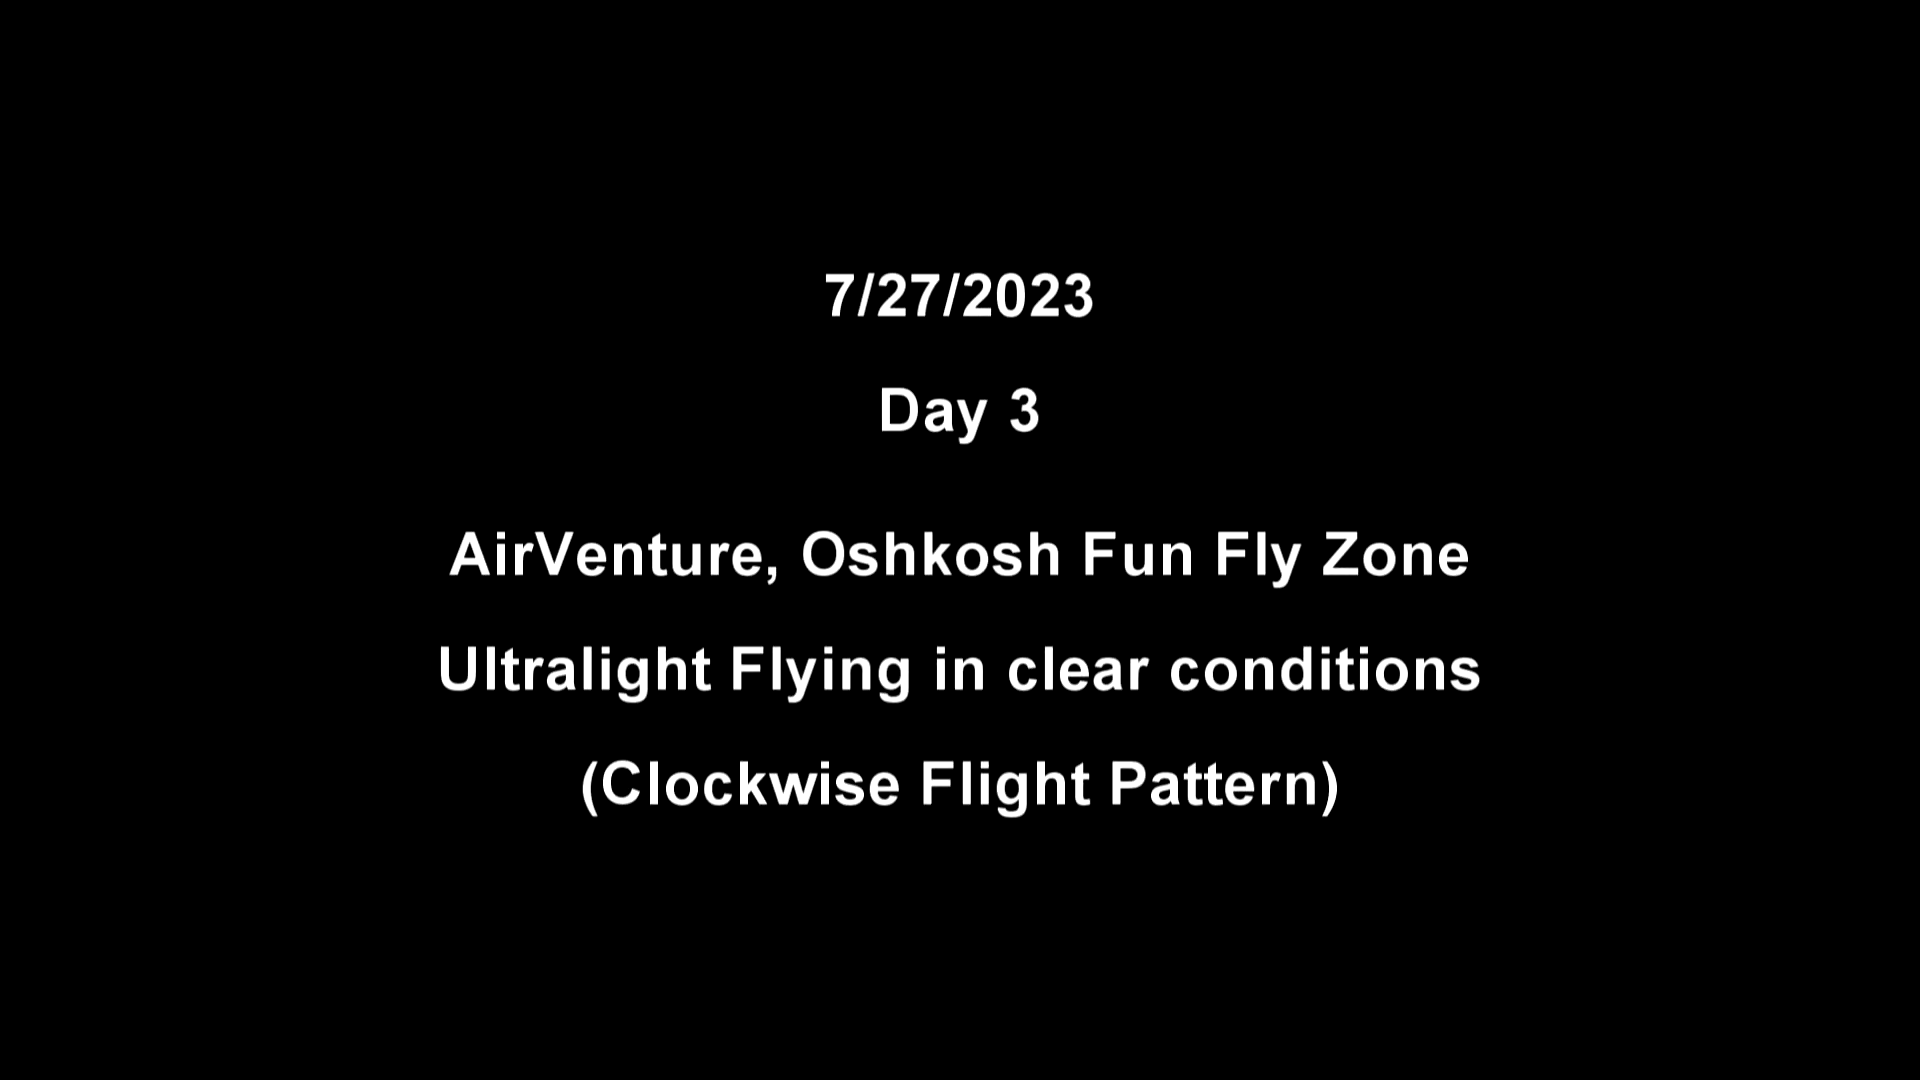 7/27/2023
Day 3
AirVenture, Oshkosh Fun Fly Zone
Ultralight Flying in clear conditions
(Clockwise Flight Pattern)